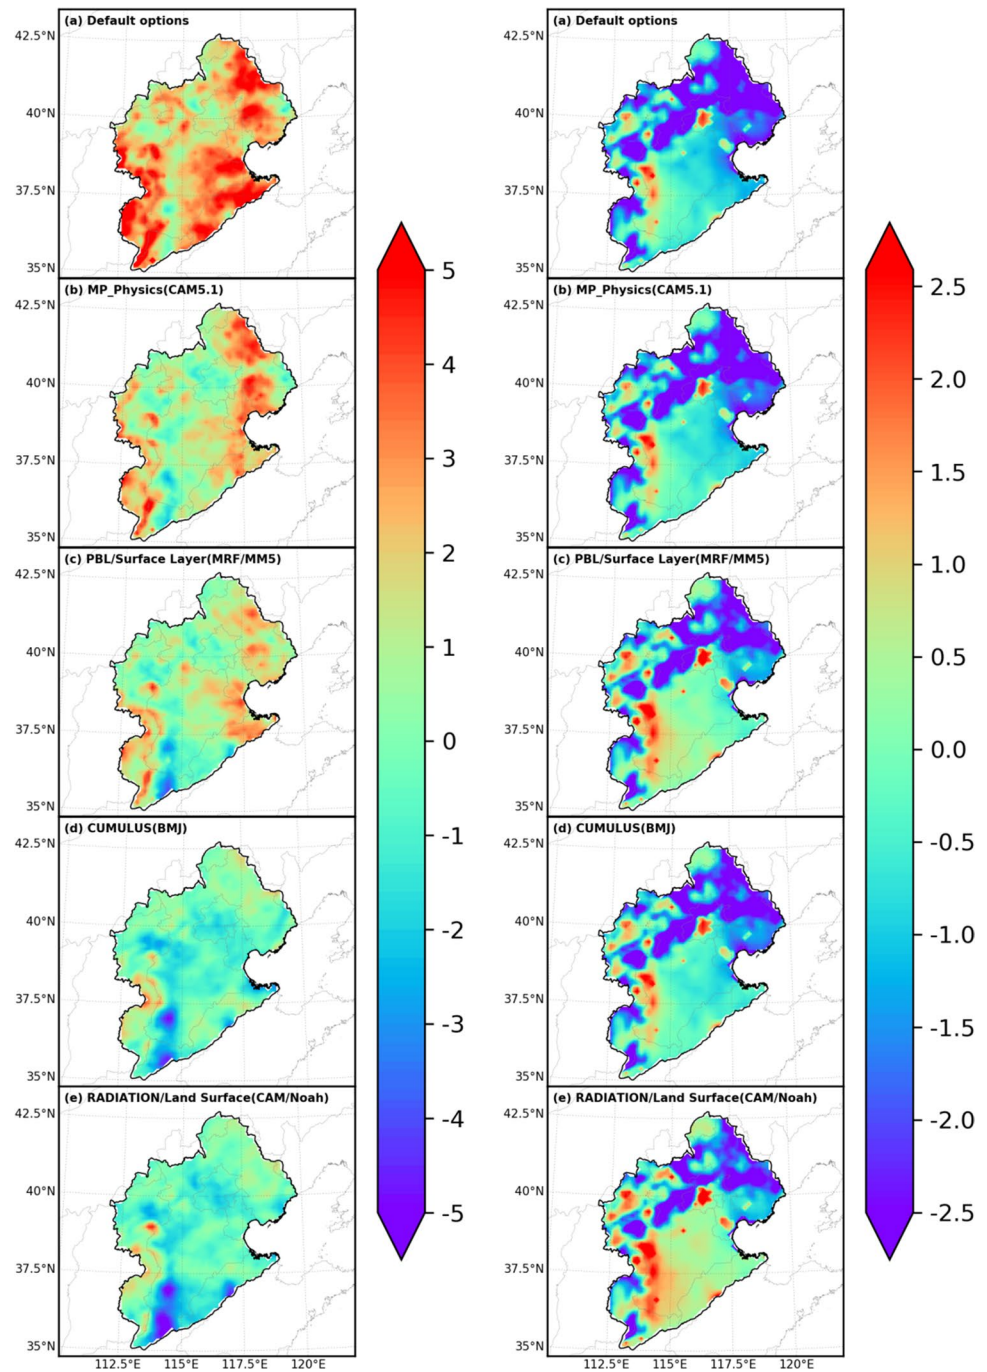 (a) Default options
42.5°N
40°N
37.5°N
35°N
(b) MP_Physics(CAM5.1)
42.5°N
40°N
37.5°N
35°N
(c) PBL/Surface Layer(MRF/MM5)
42.5°N
40°N
37.5°N
35°N
(d) CUMULUS(BMJ)
42.5°N
40°N
37.5°N
35°N
(e) RADIATION/Land Surface(CAM/Noah)
42.5°N
40°N
37.5°N
35°N
112.5°E 115°E 117.5°E 120°E
5
4
3
2
1
0
-1
-2
-3
-4
-5
(a) Default options
42.5°N
40°N
37.5°N
35°N
(b) MP_Physics(CAM5.1)
42.5°N
40°N
37.5°N
35°N
(c) PBL/Surface Layer(MRF/MM5)
42.5°N
40°N
37.5°N
35°N
(d) CUMULUS(BMJ)
42.5°N
40°N
37.5°N
35°N
(e) RADIATION/Land Surface(CAM/Noah)
42.5°N
40°N
37.5°N
35°N
112.5°E 115°E 117.5°E 120°E
2.5
2.0
1.5
1.0
0.5
0.0
-0.5
-1.0
-1.5
-2.0
-2.5